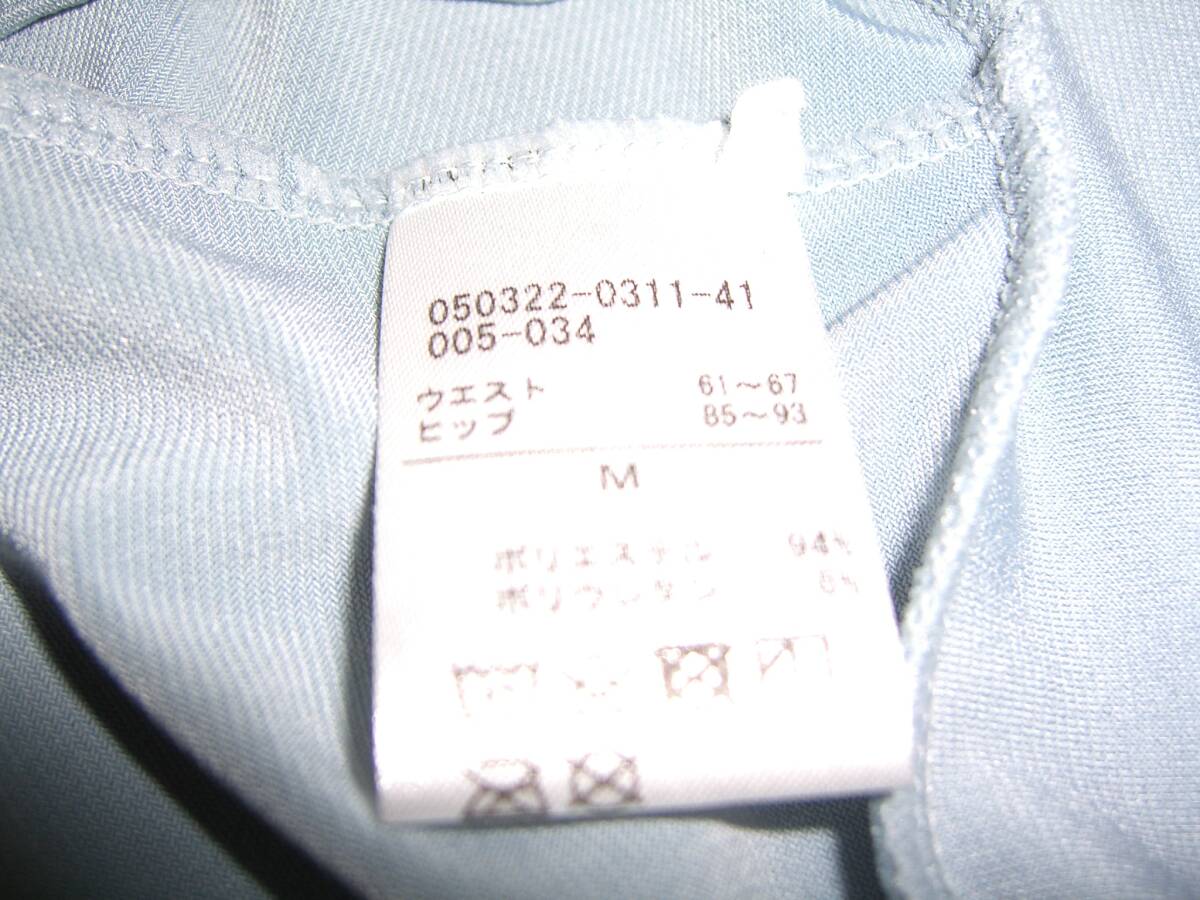 050322-0311-41
005-034
ウエスト 61〜67
ヒップ 85〜93
M
ポリエステル 94%
ポリウレタン 6%